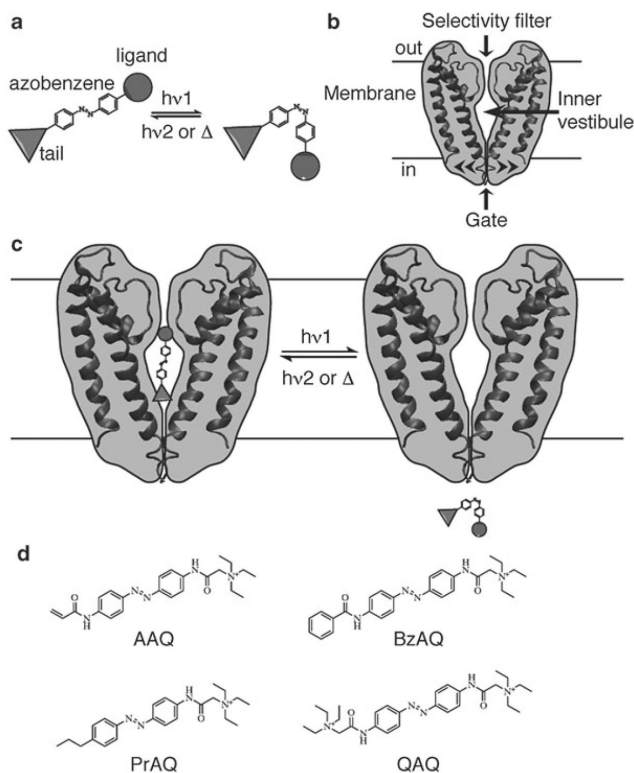 a
ligand
azobenzene
hν1
hν2 or Δ
tail
b
Selectivity filter
out
Membrane
Inner
vestibule
in
Gate
c
hν1
hν2 or Δ
d
N
N
H
N
O
N+
O
N
H
AAQ
N
N
H
N
O
N+
O
N
H
BzAQ
N
N
H
N
O
N+
PrAQ
N
N
H
N
O
N+
N+
O
N
H
QAQ